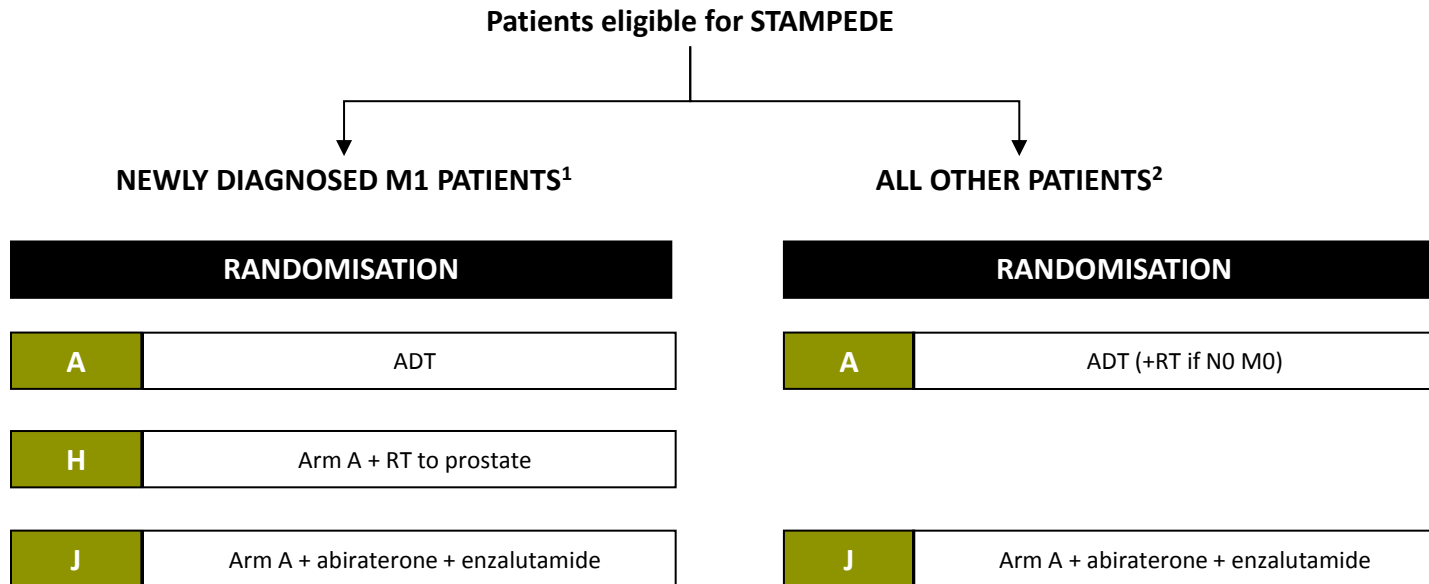 Patients eligible for STAMPEDE
NEWLY DIAGNOSED M1 PATIENTS¹
ALL OTHER PATIENTS²
RANDOMISATION
RANDOMISATION
A
ADT
A
ADT (+RT if N0 M0)
H
Arm A + RT to prostate
J
Arm A + abiraterone + enzalutamide
J
Arm A + abiraterone + enzalutamide